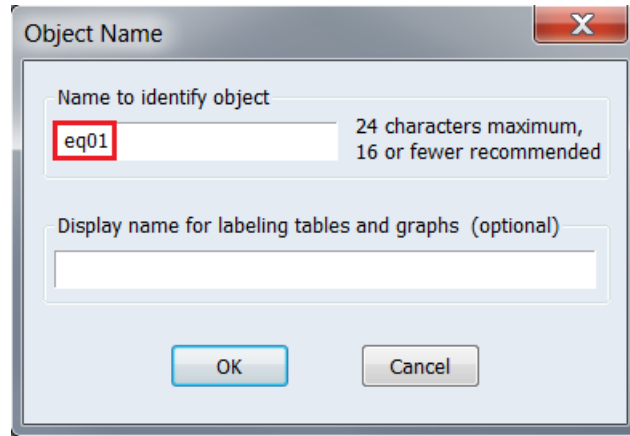 Object Name
X
Name to identify object
eq01
24 characters maximum,
16 or fewer recommended
Display name for labeling tables and graphs (optional)
OK
Cancel